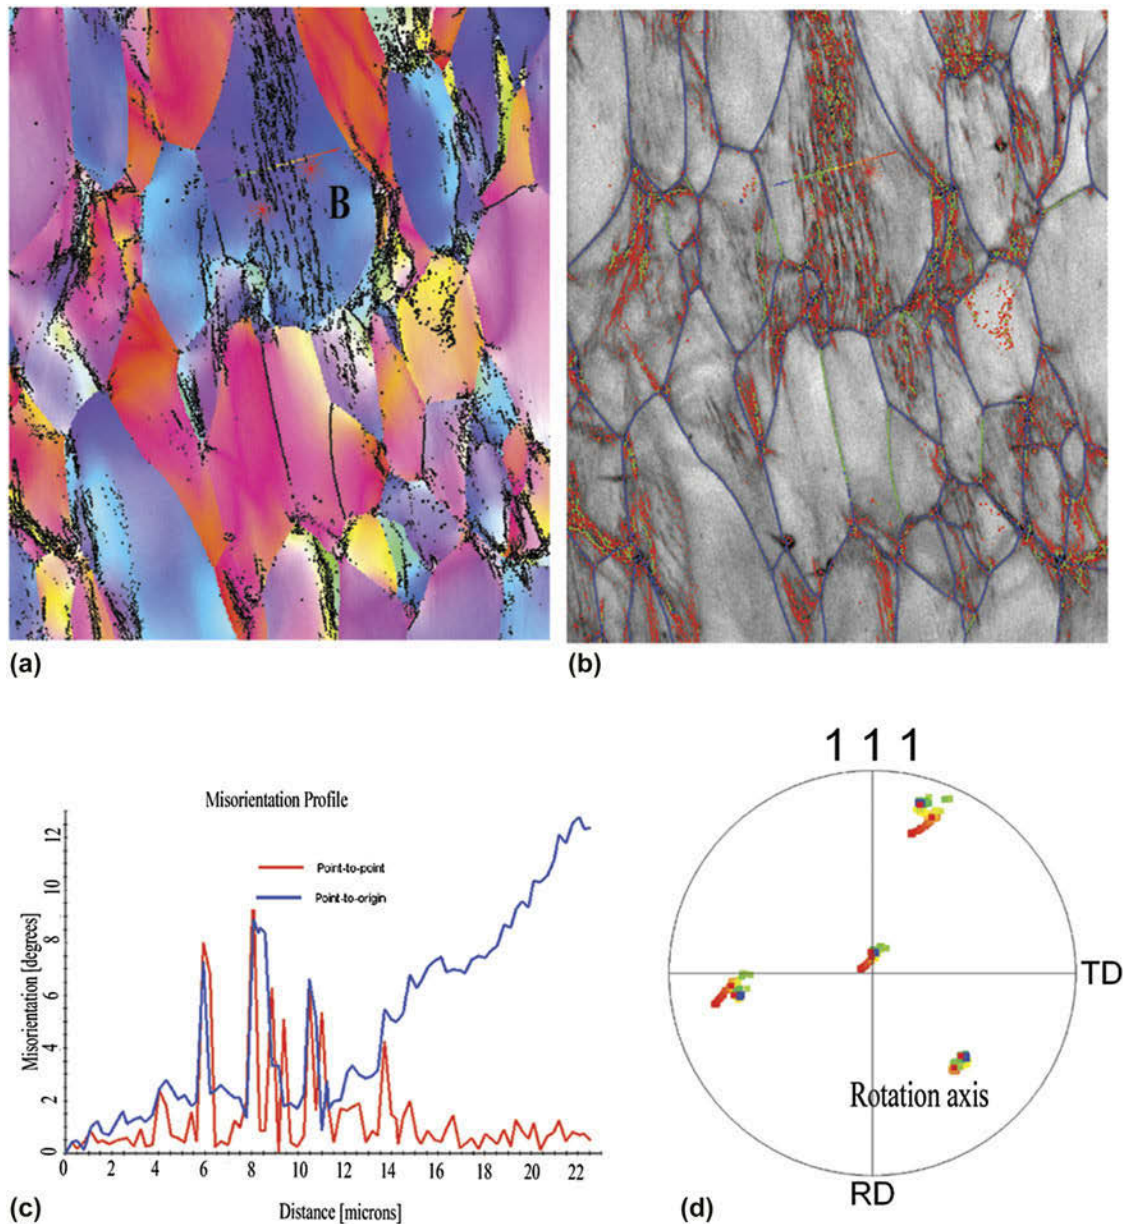 B
(a)
(b)
Misorientation Profile
Point-to-point
Point-to-origin
Misorientation [degrees]
12
10
8
6
4
2
0
0 2 4 6 8 10 12 14 16 18 20 22
Distance [microns]
(c)
1 1 1
TD
Rotation axis
RD
(d)